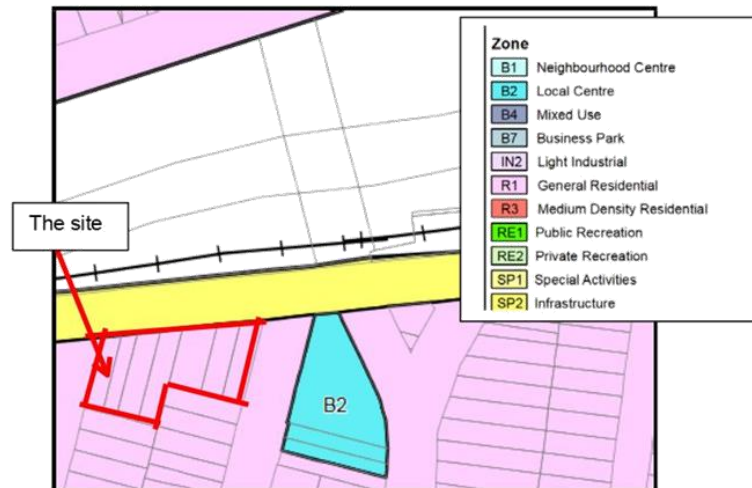 Zone
B1 Neighbourhood Centre
B2 Local Centre
B4 Mixed Use
B7 Business Park
IN2 Light Industrial
R1 General Residential
R3 Medium Density Residential
RE1 Public Recreation
RE2 Private Recreation
SP1 Special Activities
SP2 Infrastructure
The site
B2